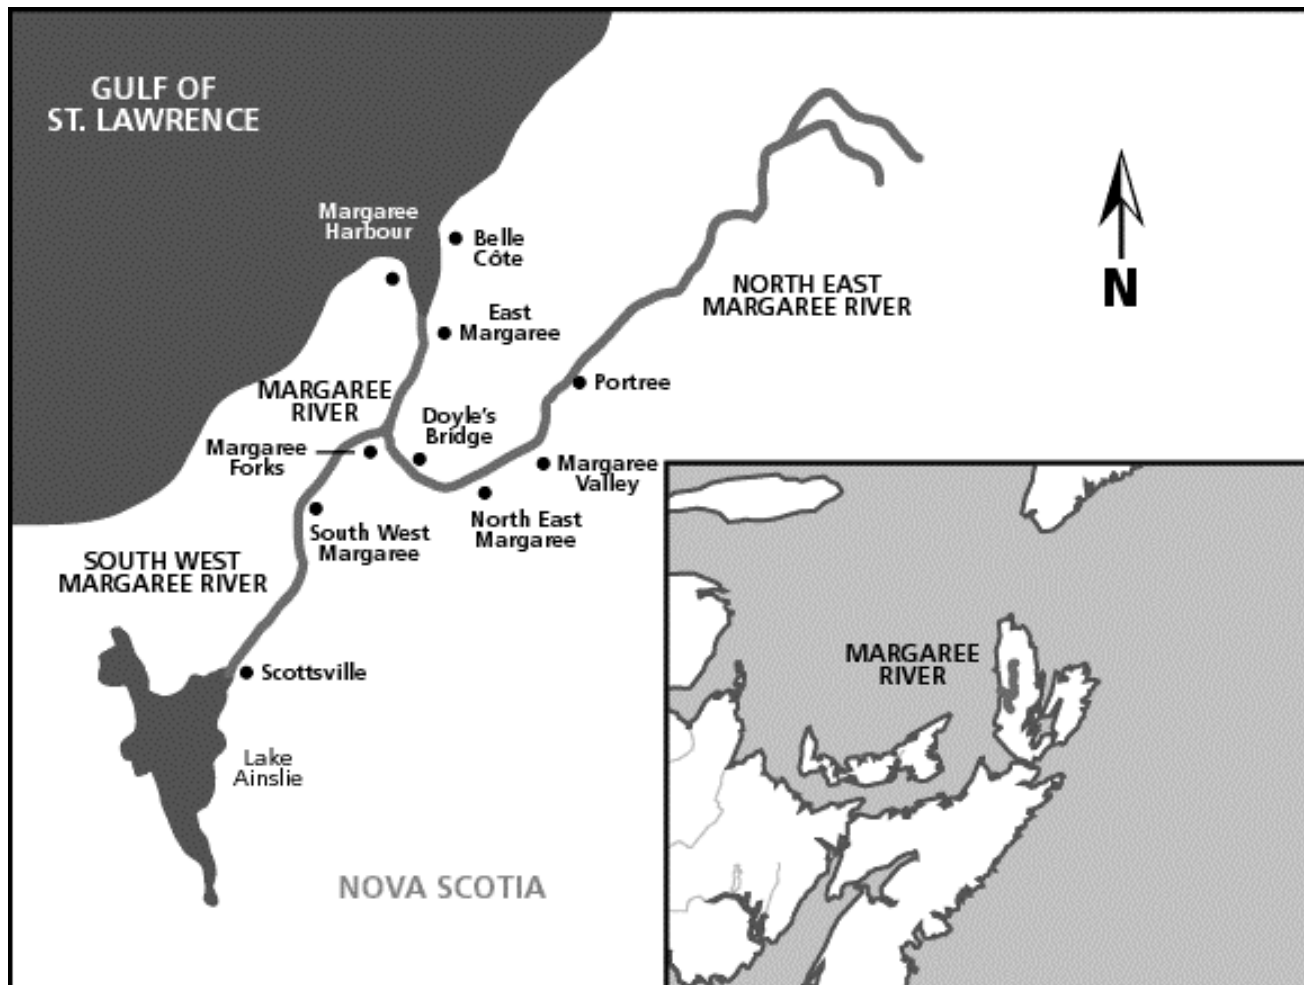 GULF OF
ST. LAWRENCE
Margaree
Harbour
Belle
Côte
NORTH EAST
MARGAREE RIVER
N
East
Margaree
MARGAREE
RIVER
Portree
Doyle's
Bridge
Margaree
Forks
Margaree
Valley
South West
Margaree
North East
Margaree
SOUTH WEST
MARGAREE RIVER
Scottsville
Lake
Ainslie
NOVA SCOTIA
MARGAREE
RIVER